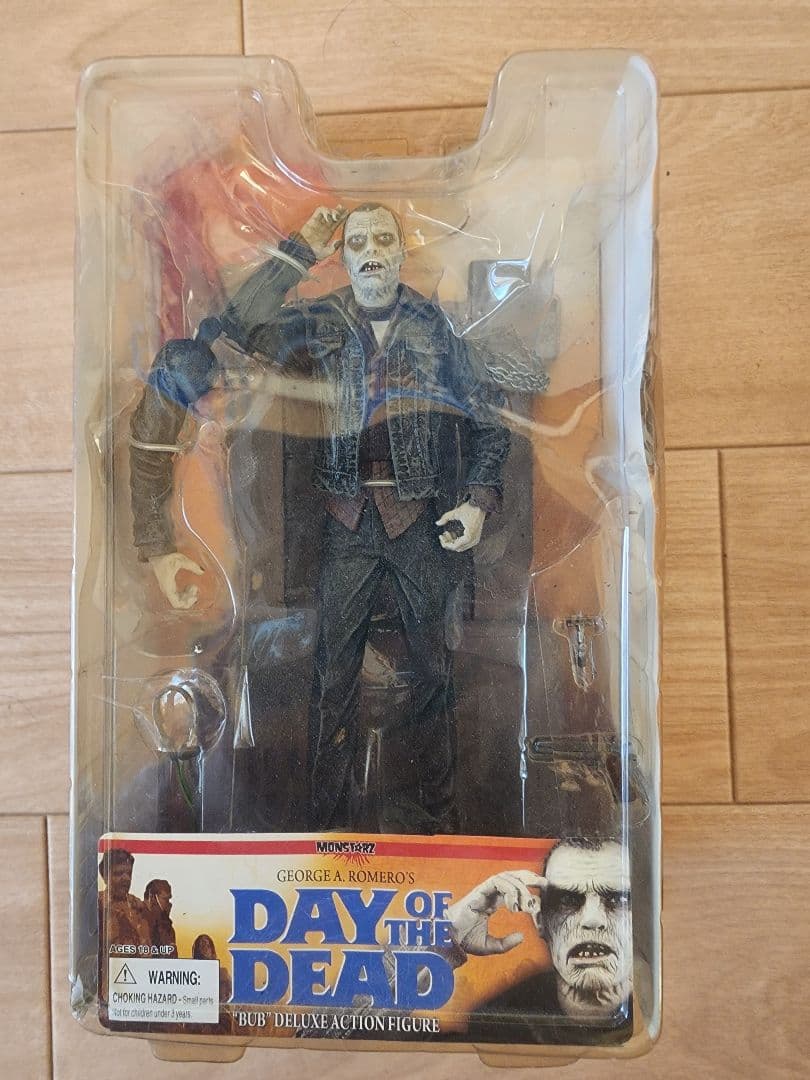 MONSTARZ
GEORGE A. ROMERO'S
DAY OF
THE
DEAD
"BUB" DELUXE ACTION FIGURE
AGES 18 & UP
WARNING:
CHOKING HAZARD - Small parts
Not for children under 3 years.